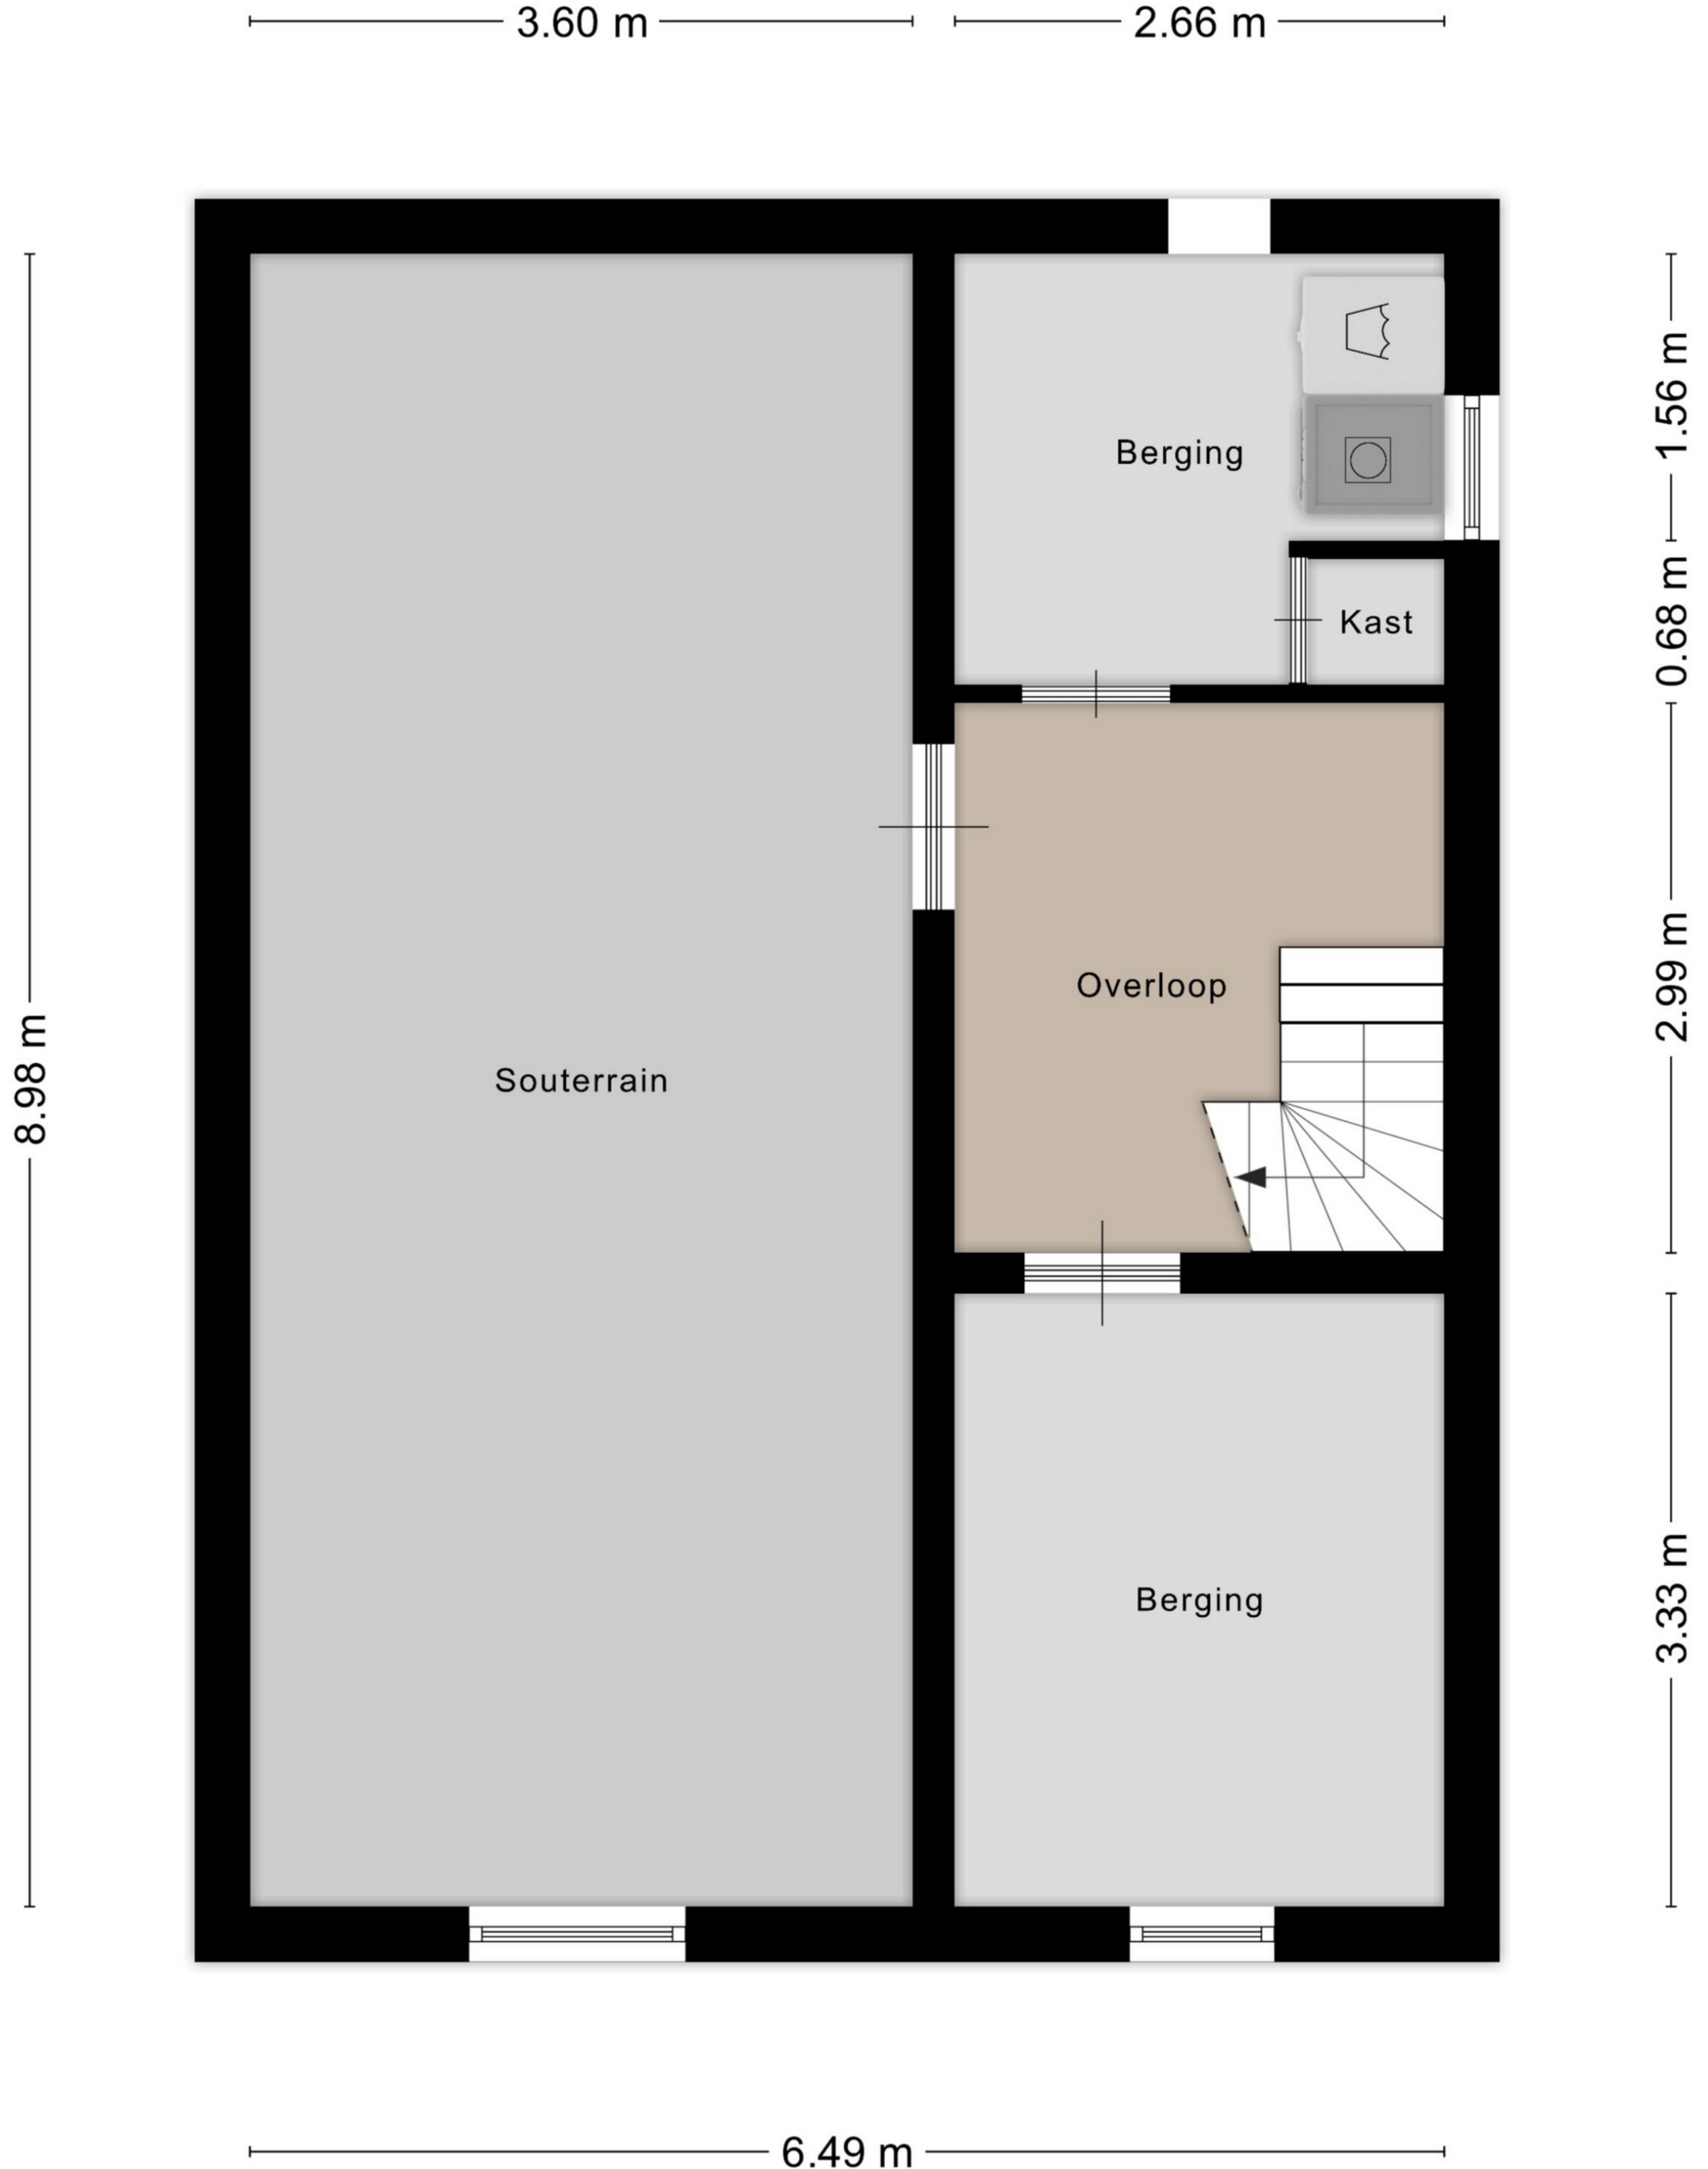 3.60 m
2.66 m
1.56 m
Berging
0.68 m
Kast
2.99 m
Overloop
8.98 m
Souterrain
3.33 m
Berging
6.49 m